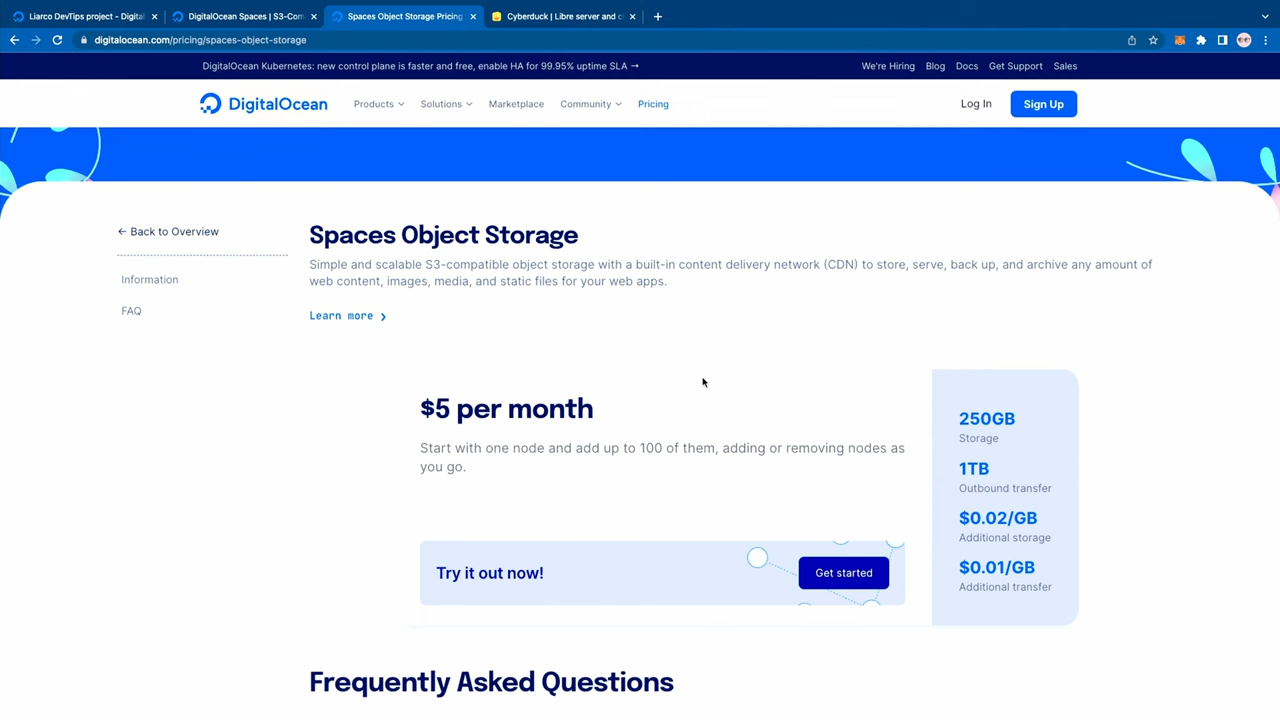 Liarco DevTips project - Digital
DigitalOcean Spaces | S3-Com
Spaces Object Storage Pricing
Cyberduck | Libre server and c
digitalocean.com/pricing/spaces-object-storage
DigitalOcean Kubernetes: new control plane is faster and free, enable HA for 99.95% uptime SLA →
We're Hiring Blog Docs Get Support Sales
DigitalOcean
Products Solutions Marketplace Community Pricing
Log In Sign Up
← Back to Overview
Information
FAQ
Spaces Object Storage
Simple and scalable S3-compatible object storage with a built-in content delivery network (CDN) to store, serve, back up, and archive any amount of
web content, images, media, and static files for your web apps.
Learn more ❯
$5 per month
Start with one node and add up to 100 of them, adding or removing nodes as
you go.
Try it out now!
Get started
250GB
Storage
1TB
Outbound transfer
$0.02/GB
Additional storage
$0.01/GB
Additional transfer
Frequently Asked Questions